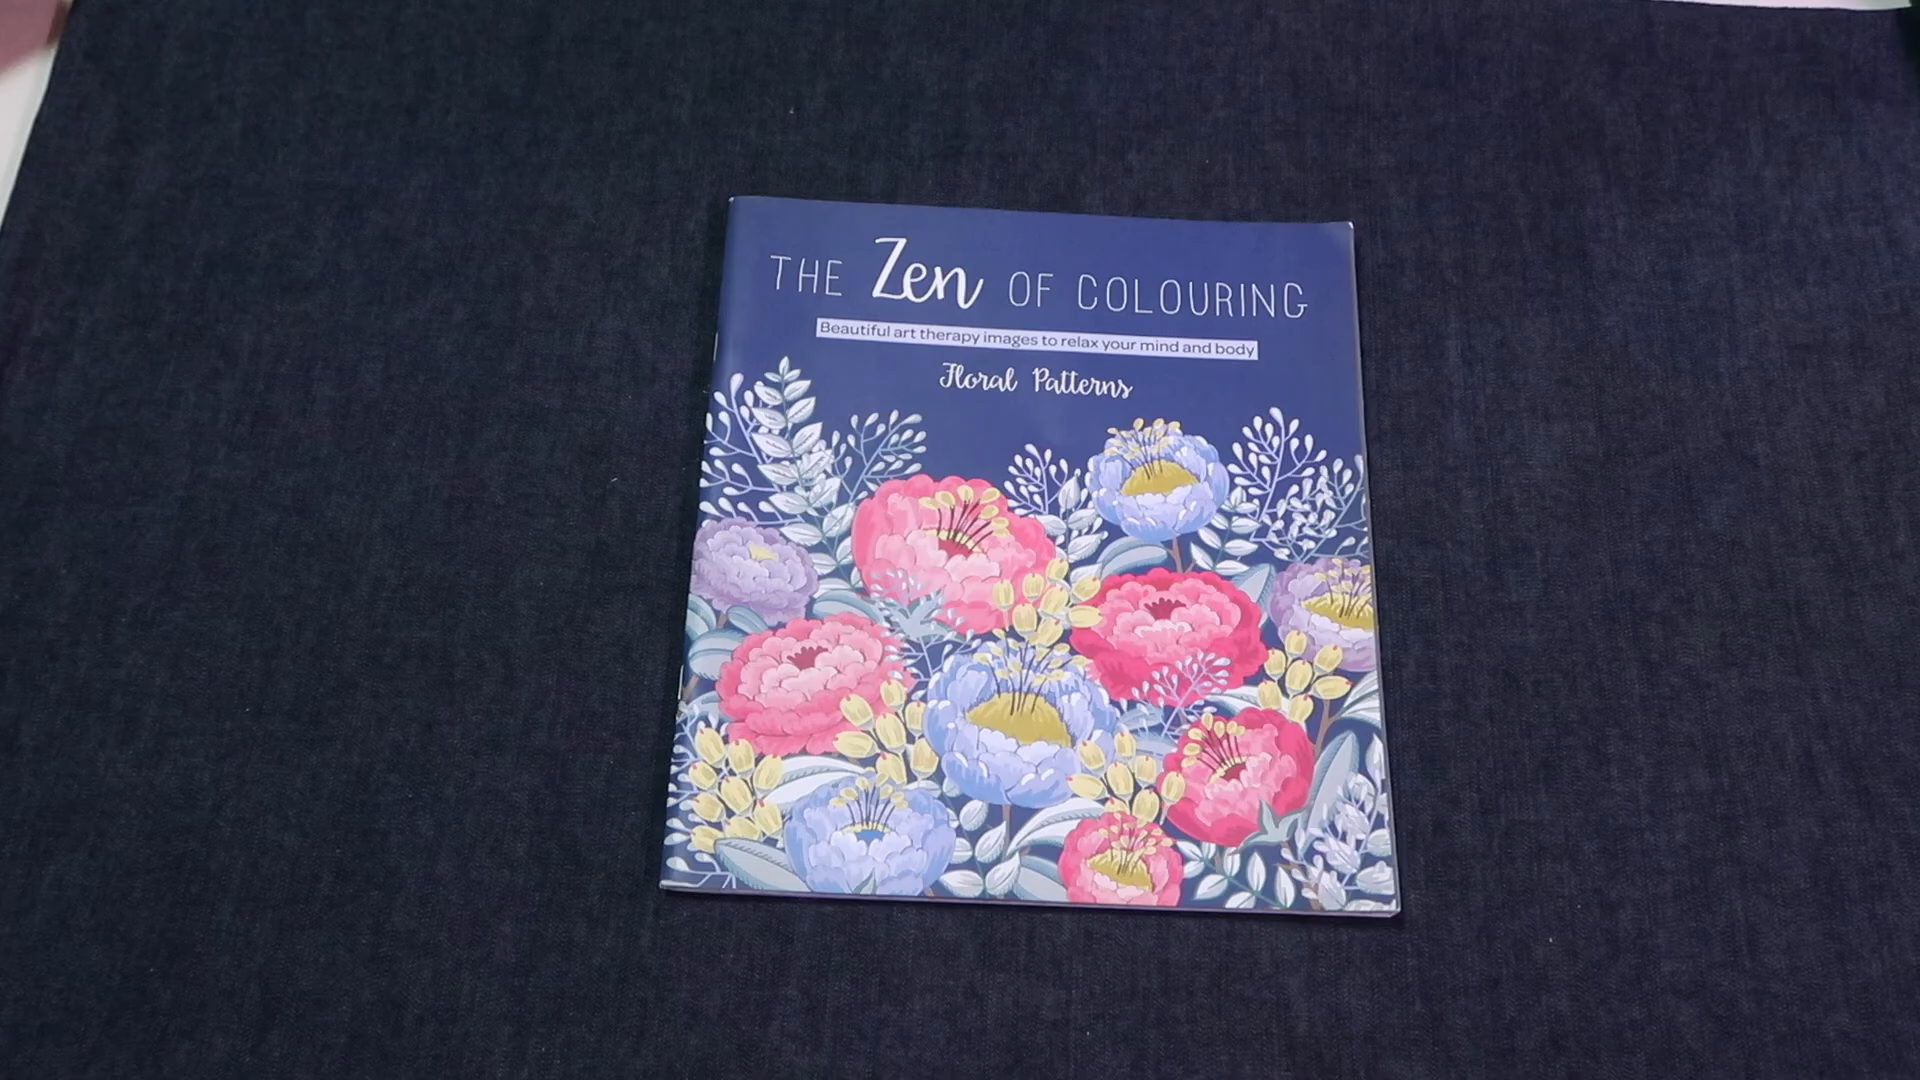 THE Zen OF COLOURING
Beautiful art therapy images to relax your mind and body
Floral Patterns